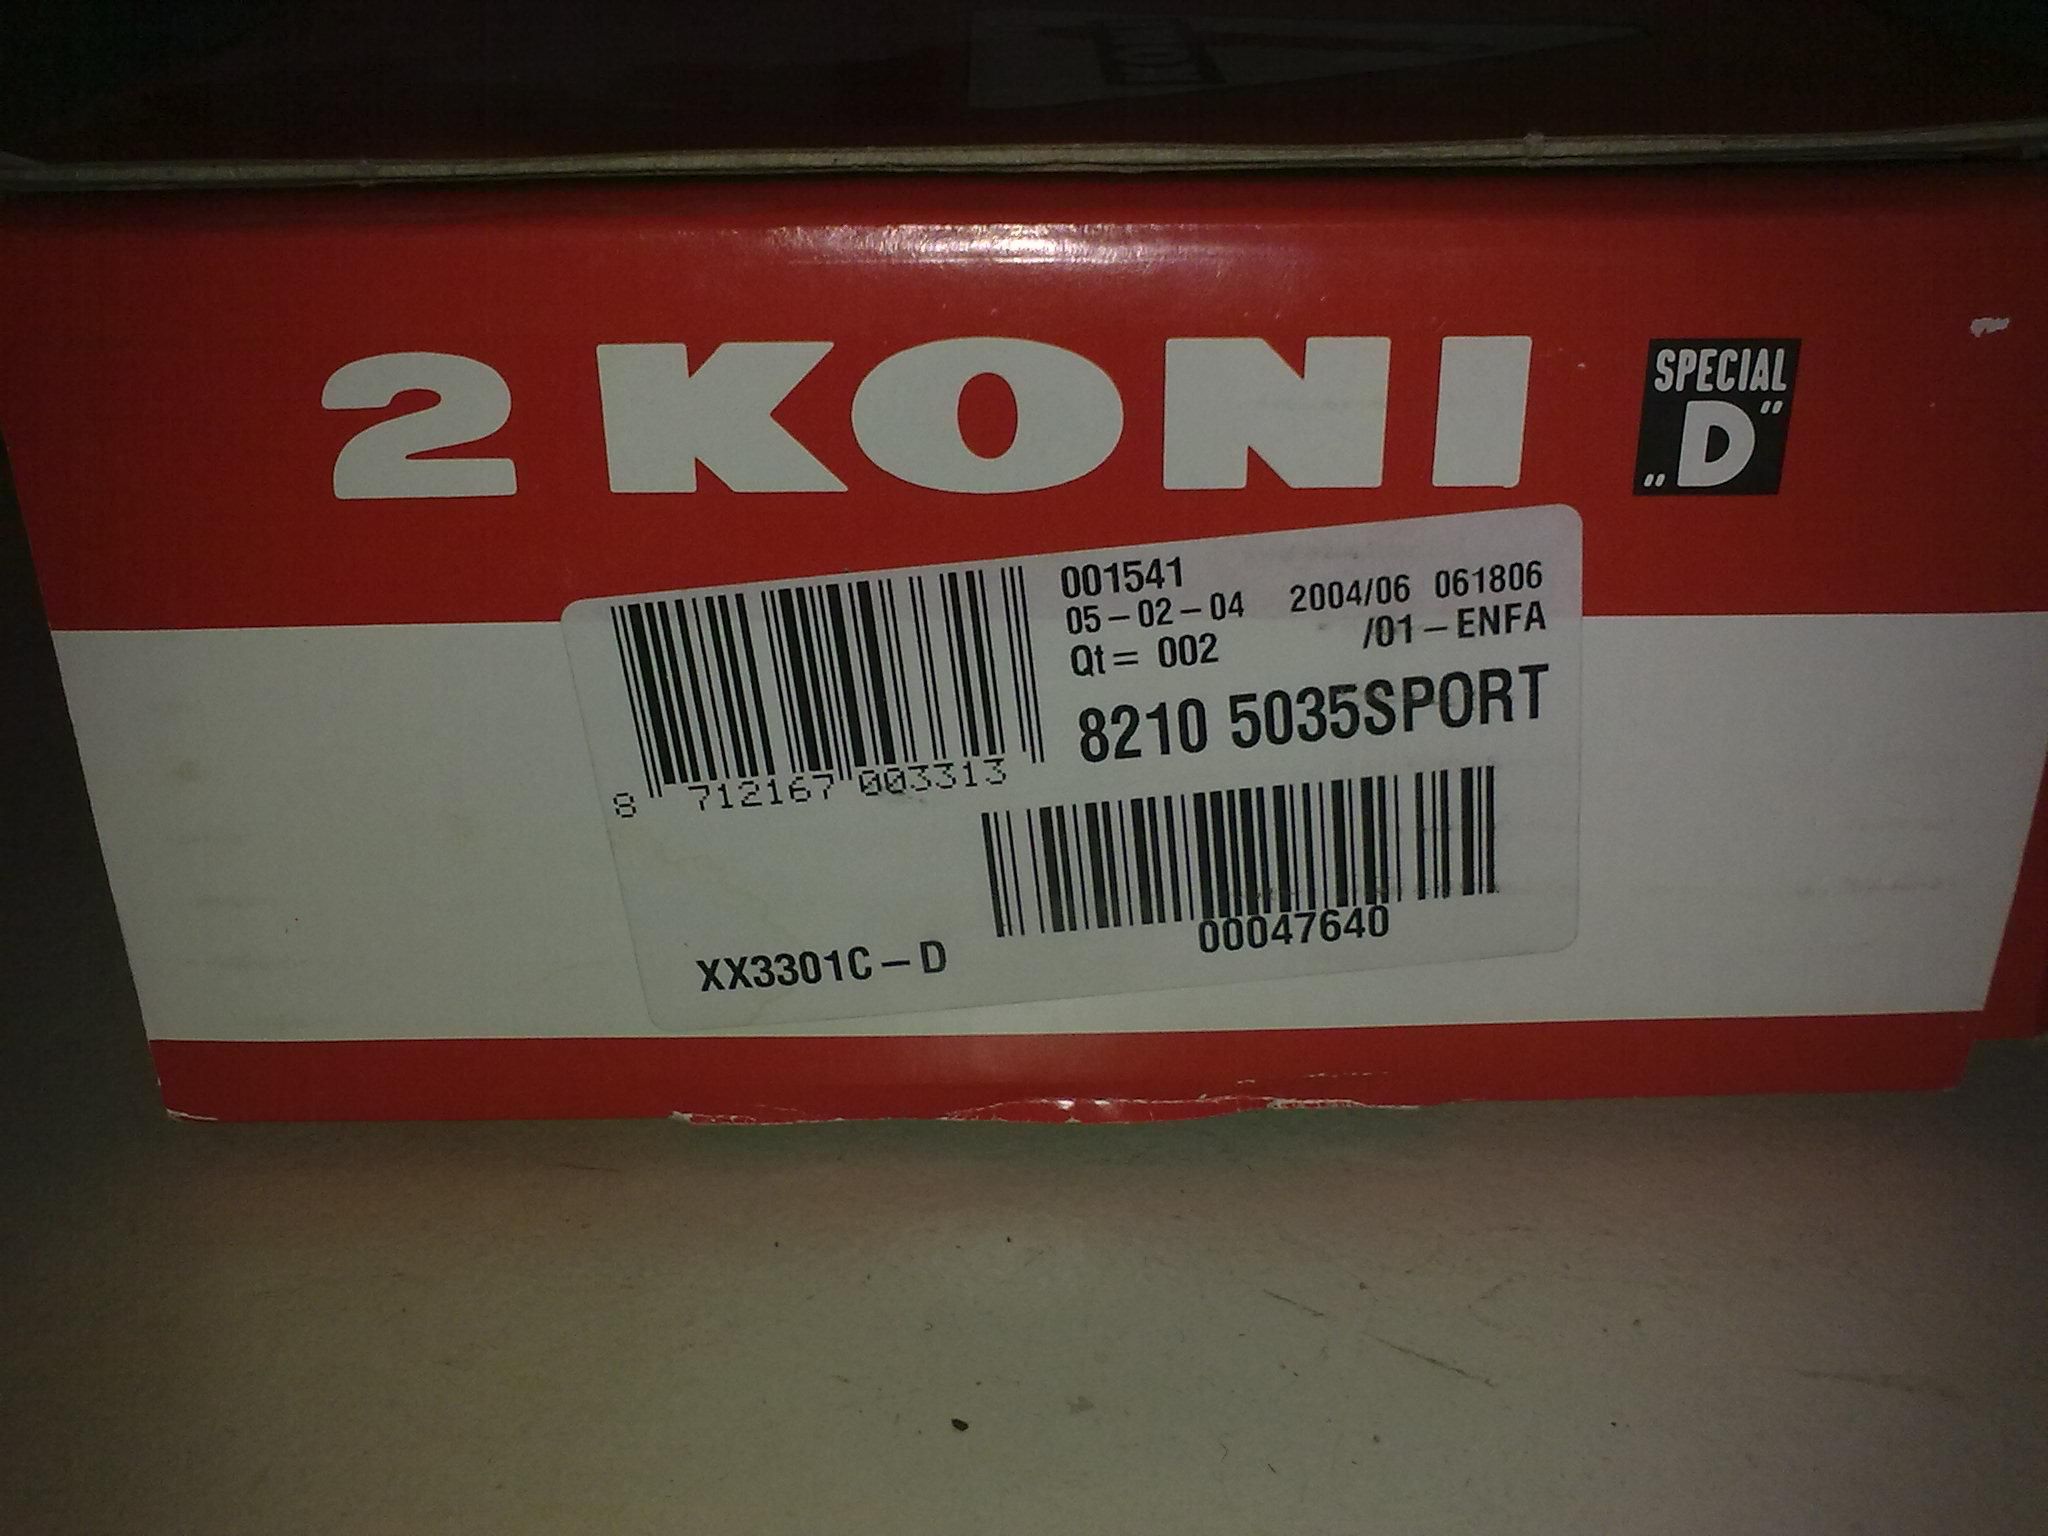 2 KONI
SPECIAL
„D"
001541
05-02-04 2004/06 061806
Qt= 002 /01-ENFA
8210 5035SPORT
8 712167 003313
00047640
XX3301C-D